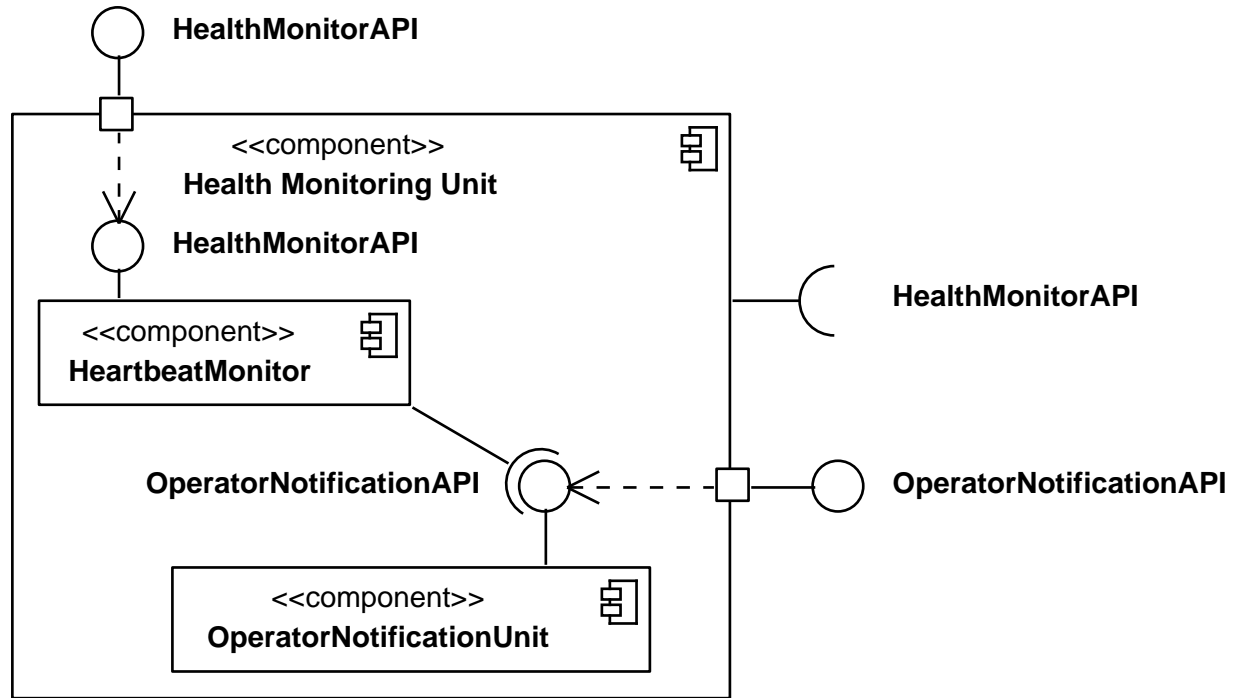 HealthMonitorAPI
<<component>>
Health Monitoring Unit
HealthMonitorAPI
HealthMonitorAPI
<<component>>
HeartbeatMonitor
OperatorNotificationAPI
OperatorNotificationAPI
<<component>>
OperatorNotificationUnit